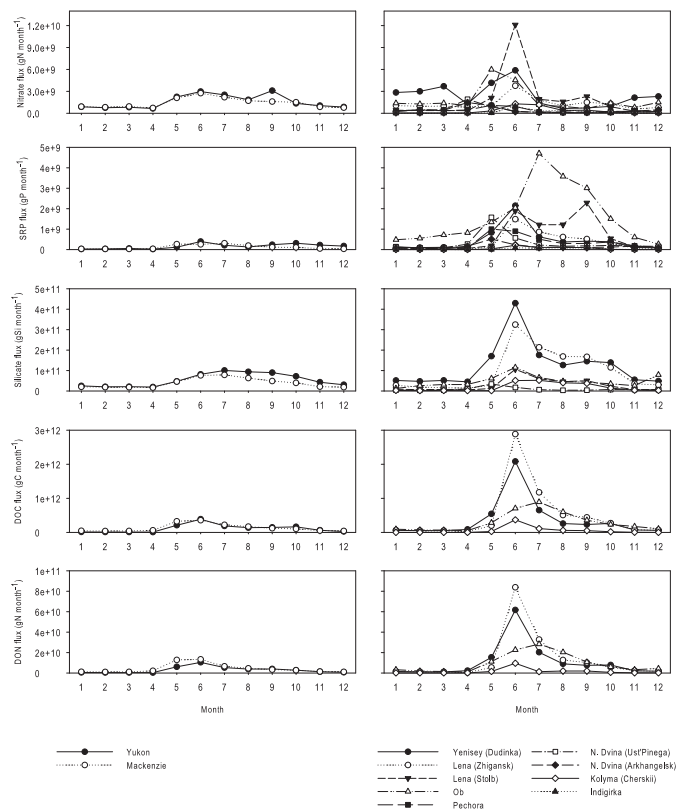 Nitrate flux (gN month⁻¹)
1.2e+10
9.0e+9
6.0e+9
3.0e+9
0.0
1 2 3 4 5 6 7 8 9 10 11 12
1 2 3 4 5 6 7 8 9 10 11 12
SRP flux (gP month⁻¹)
5e+9
4e+9
3e+9
2e+9
1e+9
0
1 2 3 4 5 6 7 8 9 10 11 12
1 2 3 4 5 6 7 8 9 10 11 12
Silicate flux (gSi month⁻¹)
5e+11
4e+11
3e+11
2e+11
1e+11
0
1 2 3 4 5 6 7 8 9 10 11 12
1 2 3 4 5 6 7 8 9 10 11 12
DOC flux (gC month⁻¹)
3e+12
2e+12
1e+12
0
1 2 3 4 5 6 7 8 9 10 11 12
1 2 3 4 5 6 7 8 9 10 11 12
DON flux (gN month⁻¹)
1e+11
8e+10
6e+10
4e+10
2e+10
0
1 2 3 4 5 6 7 8 9 10 11 12
1 2 3 4 5 6 7 8 9 10 11 12
Month
Month
Yukon
Mackenzie
Yenisey (Dudinka)
Lena (Zhigansk)
Lena (Stolb)
Ob
Pechora
N. Dvina (Ust'Pinega)
N. Dvina (Arkhangelsk)
Kolyma (Cherskii)
Indigirka